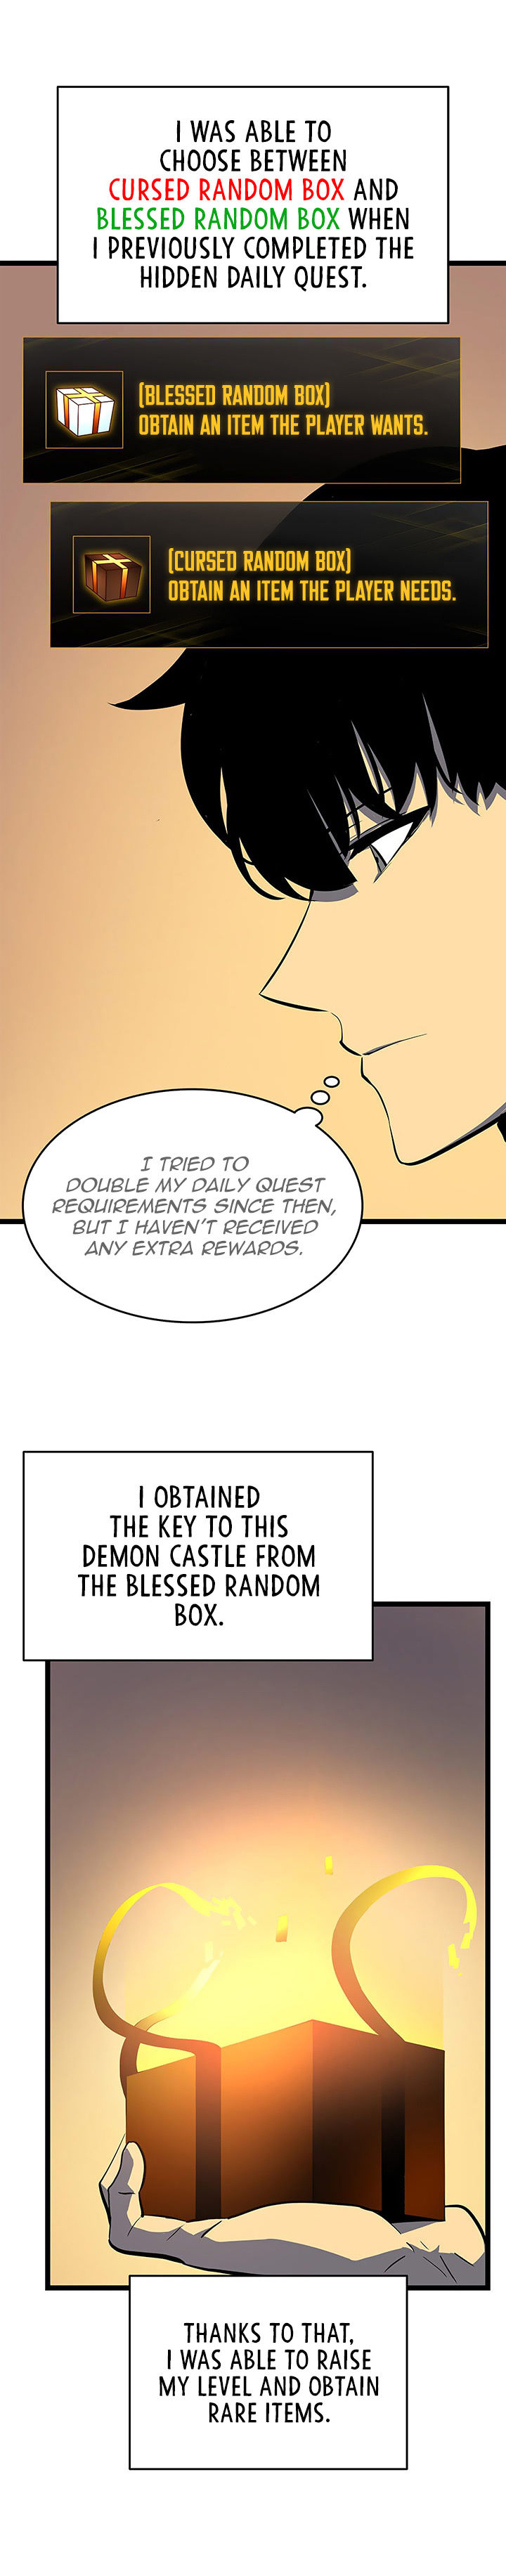 I WAS ABLE TO
CHOOSE BETWEEN
CURSED RANDOM BOX AND
BLESSED RANDOM BOX WHEN
I PREVIOUSLY COMPLETED THE
HIDDEN DAILY QUEST.
[BLESSED RANDOM BOX]
OBTAIN AN ITEM THE PLAYER WANTS.
[CURSED RANDOM BOX]
OBTAIN AN ITEM THE PLAYER NEEDS.
I TRIED TO
DOUBLE MY DAILY QUEST
REQUIREMENTS SINCE THEN,
BUT I HAVEN'T RECEIVED
ANY EXTRA REWARDS.
I OBTAINED
THE KEY TO THIS
DEMON CASTLE FROM
THE BLESSED RANDOM
BOX.
THANKS TO THAT,
I WAS ABLE TO RAISE
MY LEVEL AND OBTAIN
RARE ITEMS.